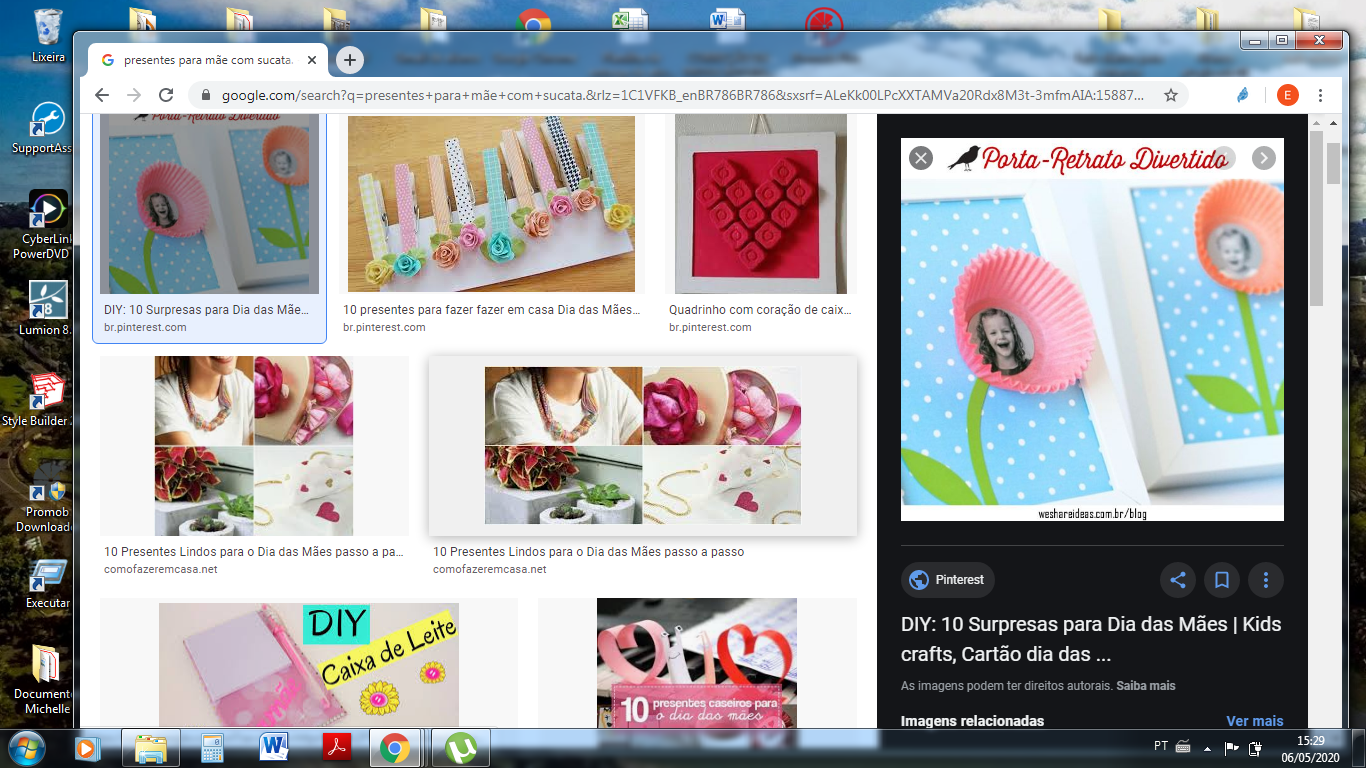 Lixeira
SupportAss
CyberLink
PowerDVD
Lumion 8.
Style Builder
Promob
Download
Executar
Document
Michelle
presentes para mãe com sucata.
google.com/search?q=presentes+para+mãe+com+sucata.&rlz=1C1VFKB_enBR786BR786&sxsrf=ALeKk00LPcXXTAMVa20Rdx8M3t-3mfmAIA:15887...
E
Porta-Retrato Divertido
DIY: 10 Surpresas para Dia das Mãe...
br.pinterest.com
10 presentes para fazer fazer em casa Dia das Mães...
br.pinterest.com
Quadrinho com coração de caix...
br.pinterest.com
10 Presentes Lindos para o Dia das Mães passo a pa...
comofazeremcasa.net
10 Presentes Lindos para o Dia das Mães passo a passo
comofazeremcasa.net
DIY
Caixa de Leite
10 presentes caseiros para
o dia das mães
Porta-Retrato Divertido
weshareideas.com.br/blog
Pinterest
DIY: 10 Surpresas para Dia das Mães | Kids
crafts, Cartão dia das ...
As imagens podem ter direitos autorais. Saiba mais
Imagens relacionadas
Ver mais
PT
15:29
06/05/2020